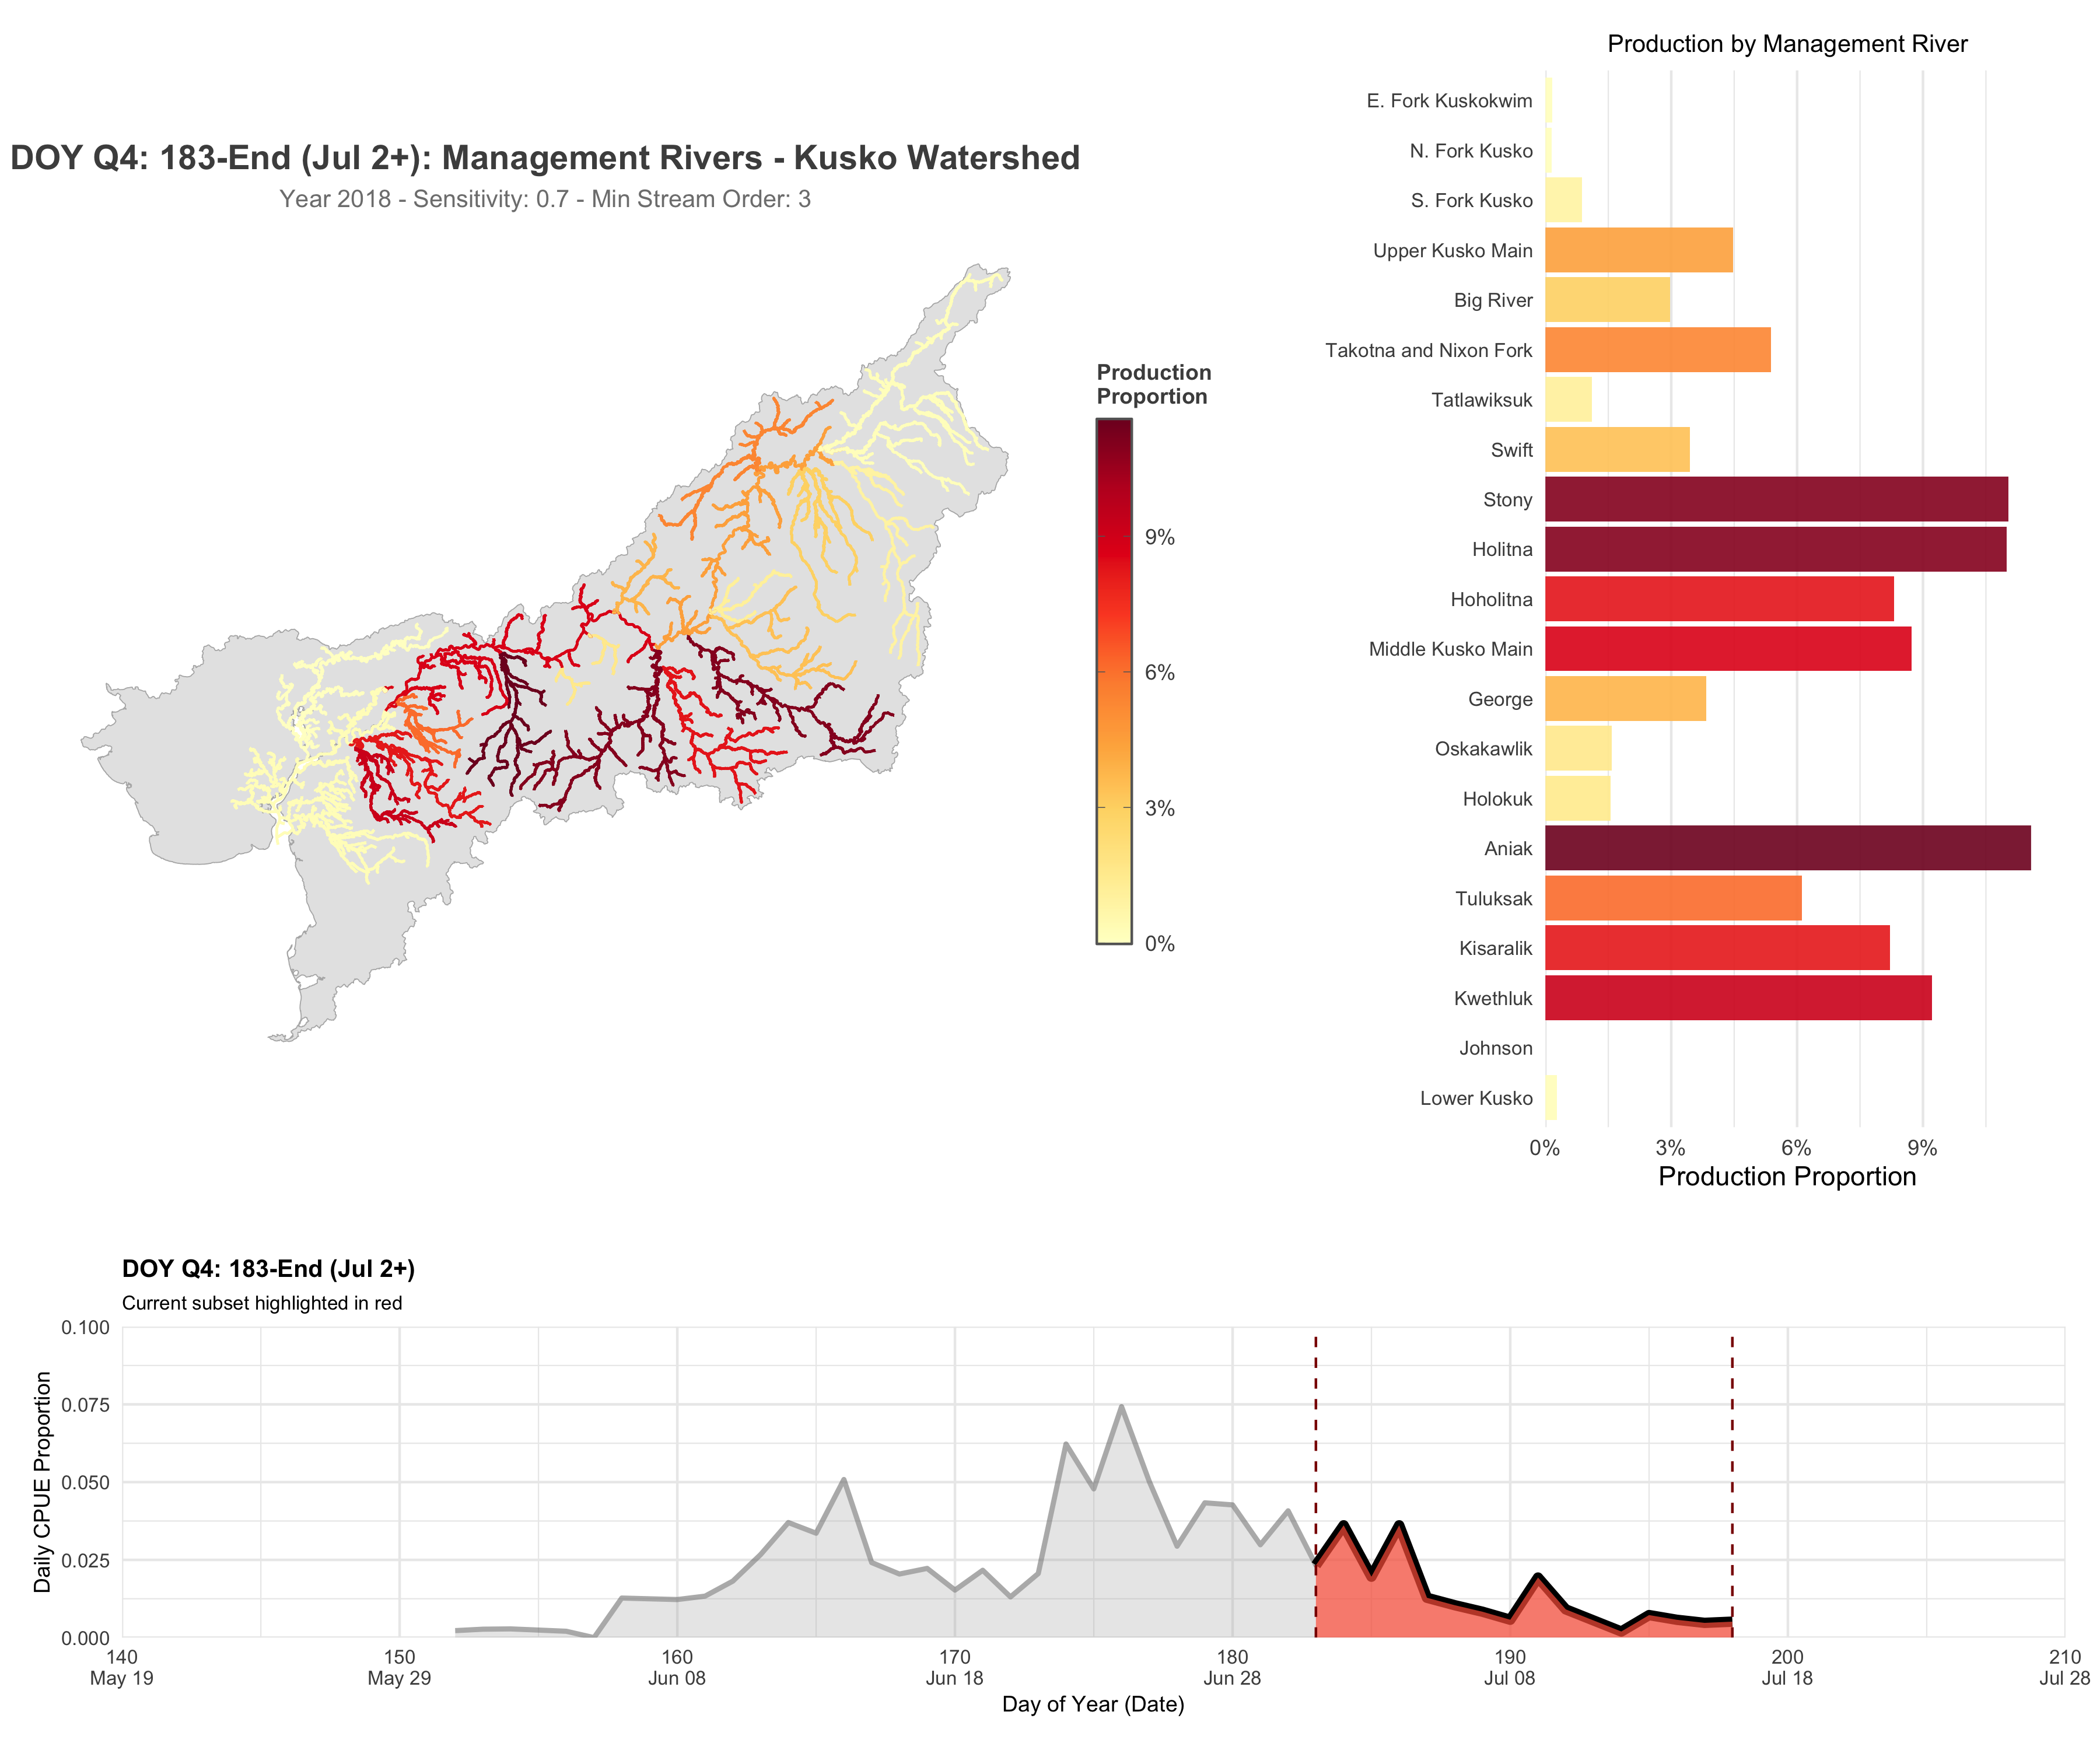 DOY Q4: 183-End (Jul 2+): Management Rivers - Kusko Watershed
Year 2018 - Sensitivity: 0.7 - Min Stream Order: 3
Production
Proportion
9%
6%
3%
0%
Production by Management River
E. Fork Kuskokwim
N. Fork Kusko
S. Fork Kusko
Upper Kusko Main
Big River
Takotna and Nixon Fork
Tatlawiksuk
Swift
Stony
Holitna
Hoholitna
Middle Kusko Main
George
Oskakawlik
Holokuk
Aniak
Tuluksak
Kisaralik
Kwethluk
Johnson
Lower Kusko
0% 3% 6% 9%
Production Proportion
DOY Q4: 183-End (Jul 2+)
Current subset highlighted in red
Daily CPUE Proportion
0.100
0.075
0.050
0.025
0.000
140 150 160 170 180 190 200 210
May 19 May 29 Jun 08 Jun 18 Jun 28 Jul 08 Jul 18 Jul 28
Day of Year (Date)